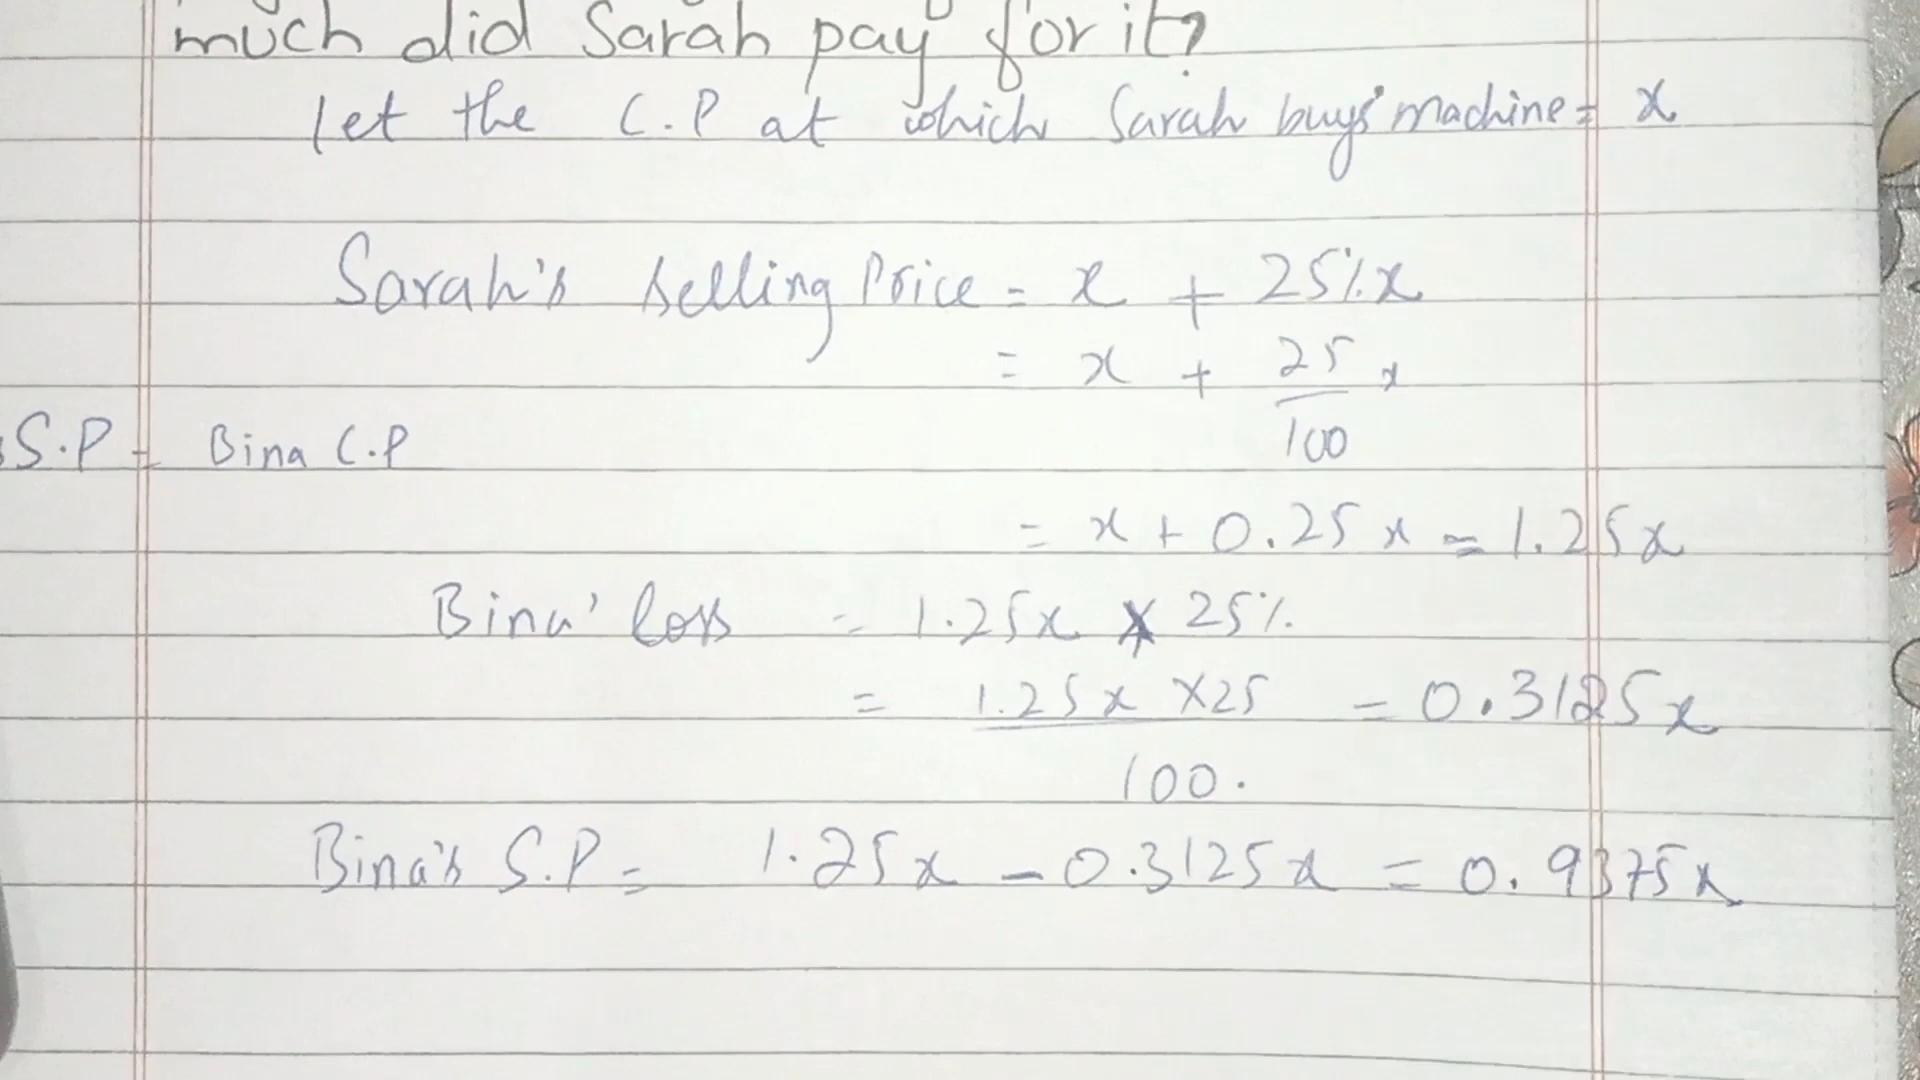 much did Sarah pay for it?
let the C.P at which Sarah buys machine = x
Sarah's selling Price = x + 25%x
= x + 25/100 x
S.P = Bina C.P
= x + 0.25x = 1.25x
Bina' loss = 1.25x × 25%
= 1.25x × 25 / 100. = 0.3125x
Bina's S.P = 1.25x - 0.3125x = 0.9375x